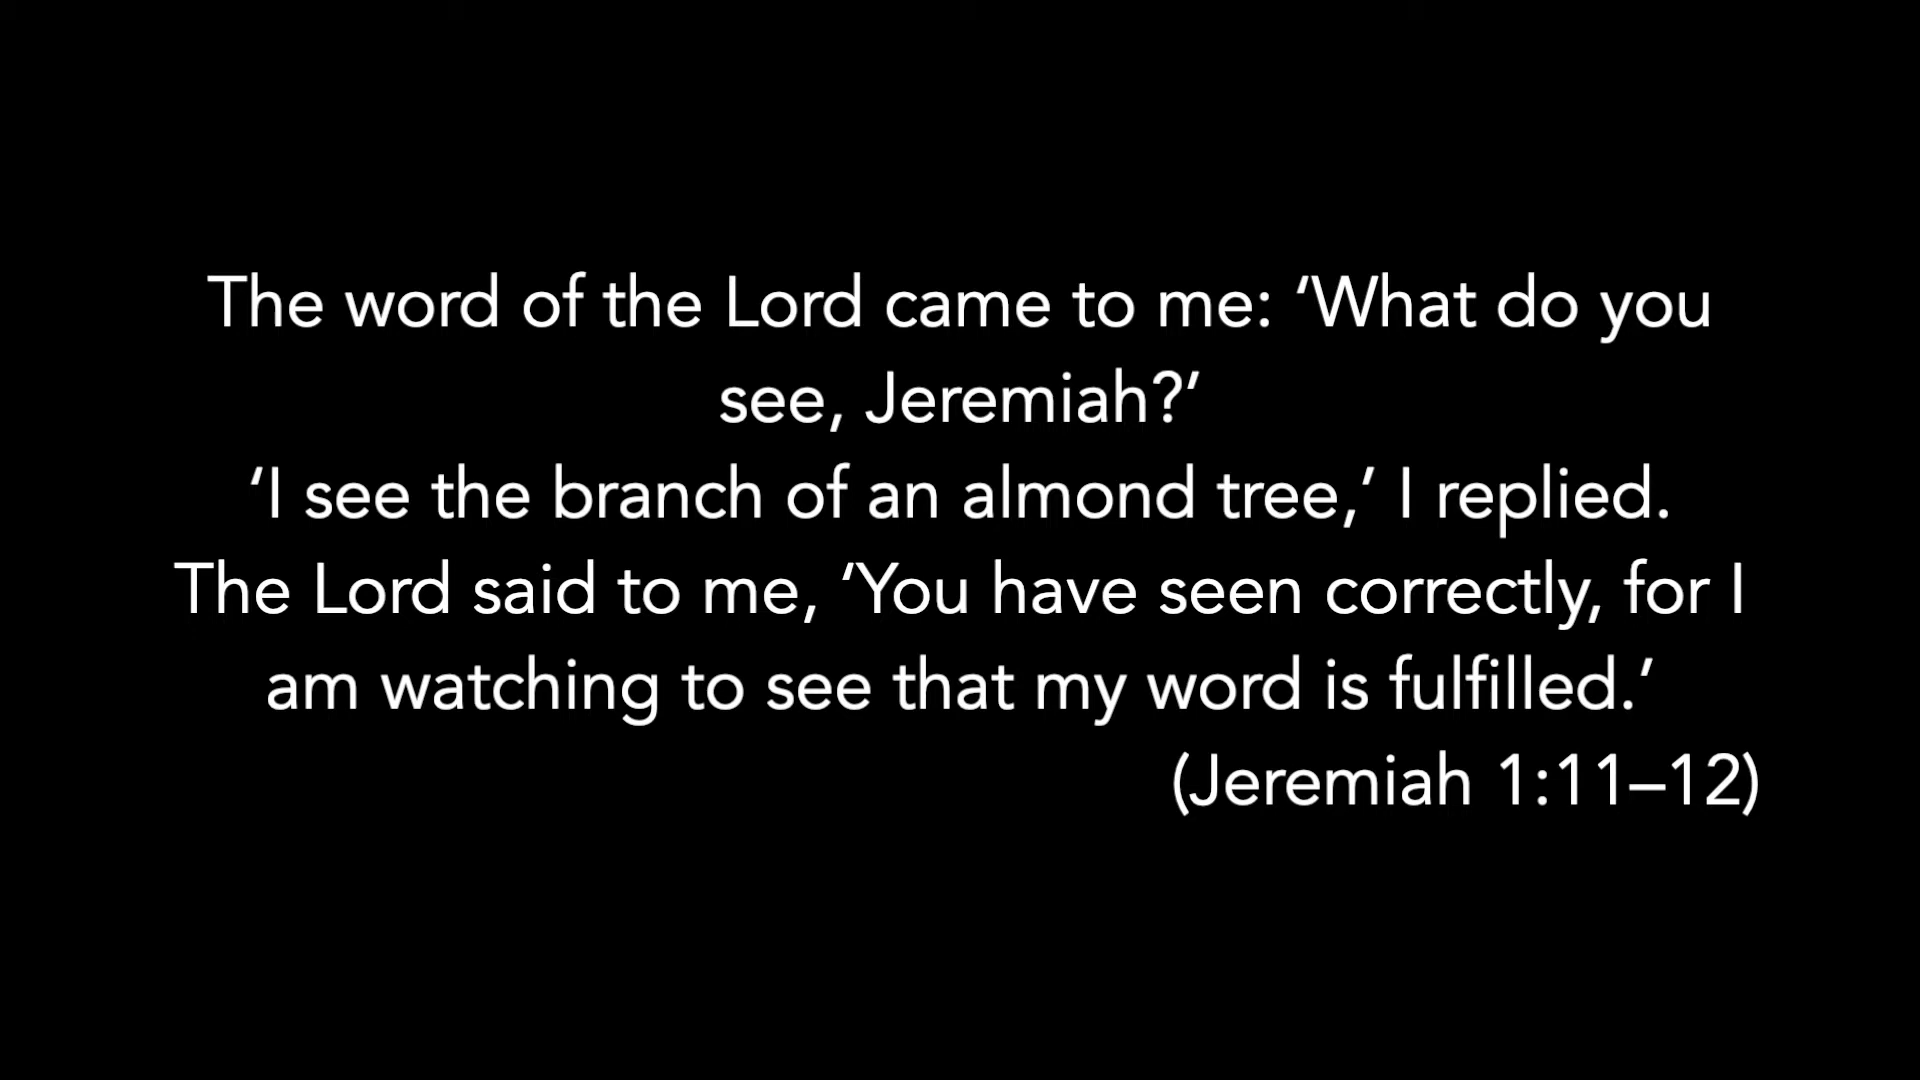 The word of the Lord came to me: ‘What do you
see, Jeremiah?’
‘I see the branch of an almond tree,’ I replied.
The Lord said to me, ‘You have seen correctly, for I
am watching to see that my word is fulfilled.’
(Jeremiah 1:11–12)